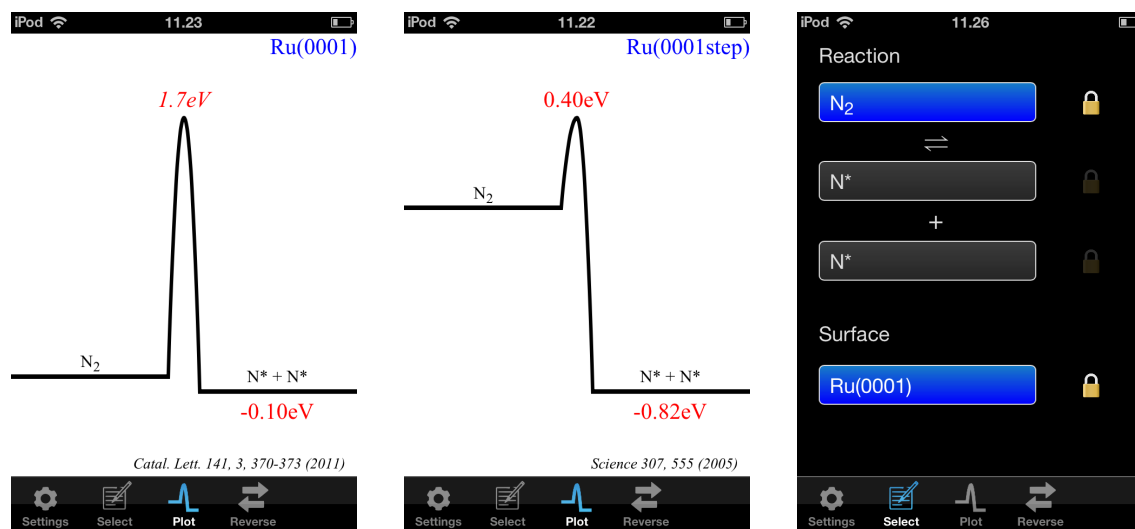 iPod 11.23
Ru(0001)
1.7eV
N₂
N* + N*
-0.10eV
Catal. Lett. 141, 3, 370-373 (2011)
Settings Select Plot Reverse
iPod 11.22
Ru(0001step)
0.40eV
N₂
N* + N*
-0.82eV
Science 307, 555 (2005)
Settings Select Plot Reverse
iPod 11.26
Reaction
N₂
⇌
N*
+
N*
Surface
Ru(0001)
Settings Select Plot Reverse